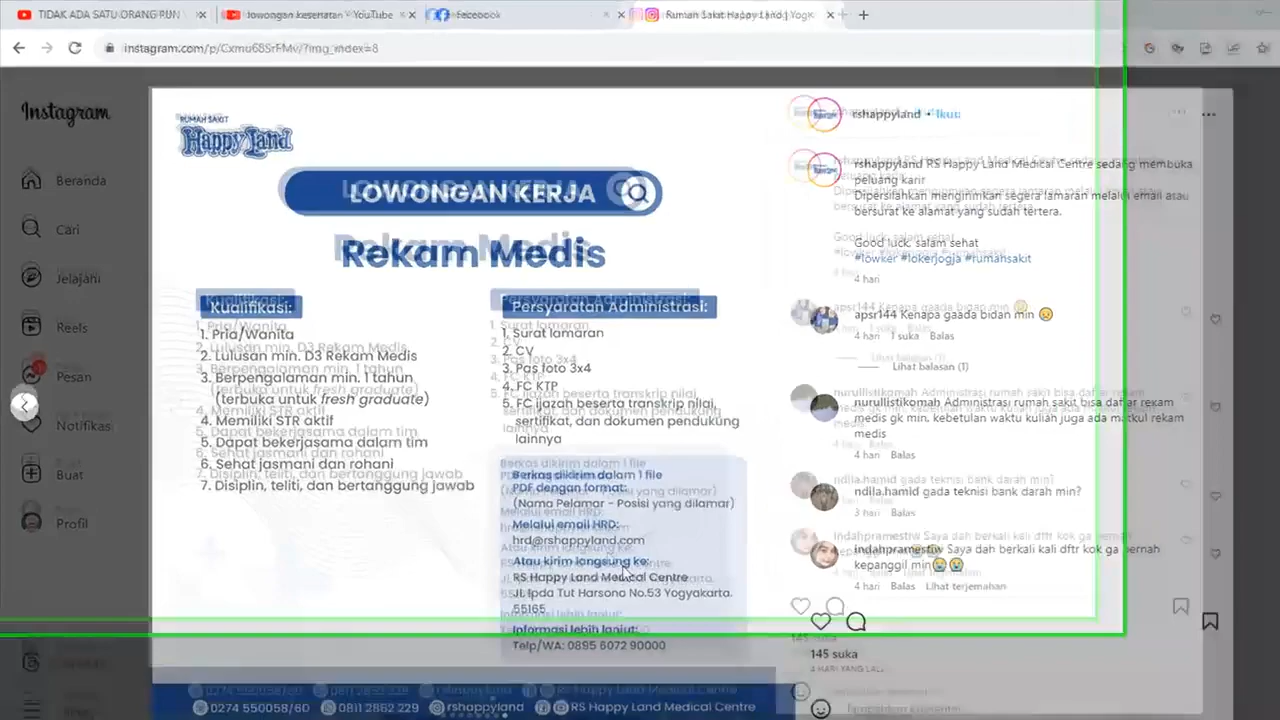 TIDAK ADA SATU ORANG PUN
lowongan kesehatan - YouTube
Facebook
Rumah Sakit Happy Land | Yogy
instagram.com/p/Cxmu68SrFMv/?img_index=8
Instagram
Beranda
Cari
Jelajahi
Reels
Pesan
Notifikasi
Buat
Profil
RUMAH SAKIT
Happy Land
LOWONGAN KERJA
Rekam Medis
Kualifikasi:
1. Pria/Wanita
2. Lulusan min. D3 Rekam Medis
3. Berpengalaman min. 1 tahun
(terbuka untuk fresh graduate)
4. Memiliki STR aktif
5. Dapat bekerjasama dalam tim
6. Sehat jasmani dan rohani
7. Disiplin, teliti, dan bertanggung jawab
Persyaratan Administrasi:
1. Surat lamaran
2. CV
3. Pas foto 3x4
4. FC KTP
5. FC ijazah beserta transkrip nilai,
sertifikat, dan dokumen pendukung
lainnya
Berkas dikirim dalam 1 file
PDF dengan format:
(Nama Pelamar - Posisi yang dilamar)
Melalui email HRD:
hrd@rshappyland.com
Atau kirim langsung ke:
RS Happy Land Medical Centre
Jl. Ipda Tut Harsono No.53 Yogyakarta.
55165
Informasi lebih lanjut:
Telp/WA: 0895 6072 90000
0274 550058/60
0811 2862 229
rshappyland
RS Happy Land Medical Centre
rshappyland • Ikuti
rshappyland RS Happy Land Medical Centre sedang membuka
peluang karir
Dipersilahkan mengirimkan segera lamaran melalui email atau
bersurat ke alamat yang sudah tertera.
Good luck, salam sehat
#lowker #lokerjogja #rumahsakit
4 hari
apsr144 Kenapa gaada bidan min 😥
4 hari 1 suka Balas
Lihat balasan (1)
nurullistikomah Administrasi rumah sakit bisa daftar rekam
medis gk min. kebetulan waktu kuliah juga ada matkul rekam
medis
4 hari Balas
ndila.hamid gada teknisi bank darah min?
3 hari Balas
indahpramestiw Saya dah berkali kali dftr kok ga pernah
kepanggil min😭😭
4 hari Balas Lihat terjemahan
145 suka
4 HARI YANG LALU